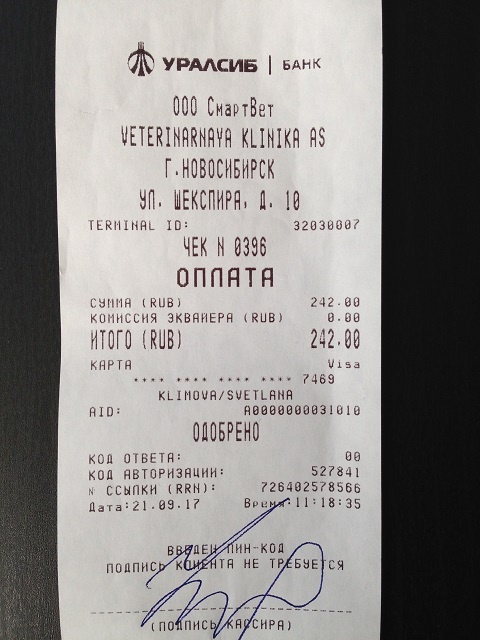 УРАЛСИБ | БАНК
ООО СмартВет
VETERINARNAYA KLINIKA AS
Г.НОВОСИБИРСК
УЛ. ШЕКСПИРА, Д. 10
TERMINAL ID: 32030007
ЧЕК N 0396
ОПЛАТА
СУММА (RUB) 242.00
КОМИССИЯ ЭКВАЙЕРА (RUB) 0.00
ИТОГО (RUB) 242.00
КАРТА Visa
**** **** **** **** 7469
KLIMOVA/SVETLANA
AID: A0000000031010
ОДОБРЕНО
КОД ОТВЕТА: 00
КОД АВТОРИЗАЦИИ: 527841
№ ССЫЛКИ (RRN): 726402578566
Дата:21.09.17 Время:11:18:35
ВВЕДЕН ПИН-КОД
ПОДПИСЬ КЛИЕНТА НЕ ТРЕБУЕТСЯ
(ПОДПИСЬ КАССИРА)